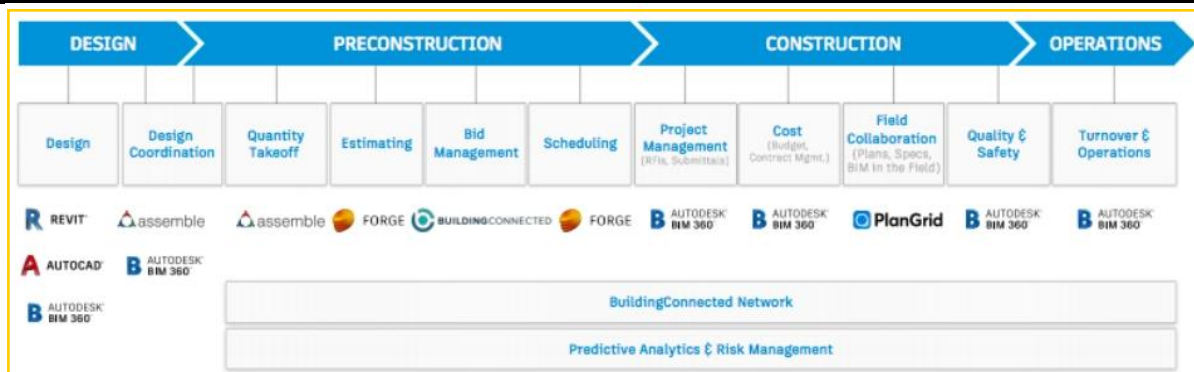 DESIGN
PRECONSTRUCTION
CONSTRUCTION
OPERATIONS
Design
Design
Coordination
Quantity
Takeoff
Estimating
Bid
Management
Scheduling
Project
Management
(RFIs, Submittals)
Cost
(Budget,
Contract Mgmt.)
Field
Collaboration
(Plans, Specs,
BIM in the Field)
Quality &
Safety
Turnover &
Operations
REVIT
assemble
assemble
FORGE
BUILDINGCONNECTED
FORGE
AUTODESK
BIM 360
AUTODESK
BIM 360
PlanGrid
AUTODESK
BIM 360
AUTODESK
BIM 360
AUTOCAD
AUTODESK
BIM 360
AUTODESK
BIM 360
BuildingConnected Network
Predictive Analytics & Risk Management